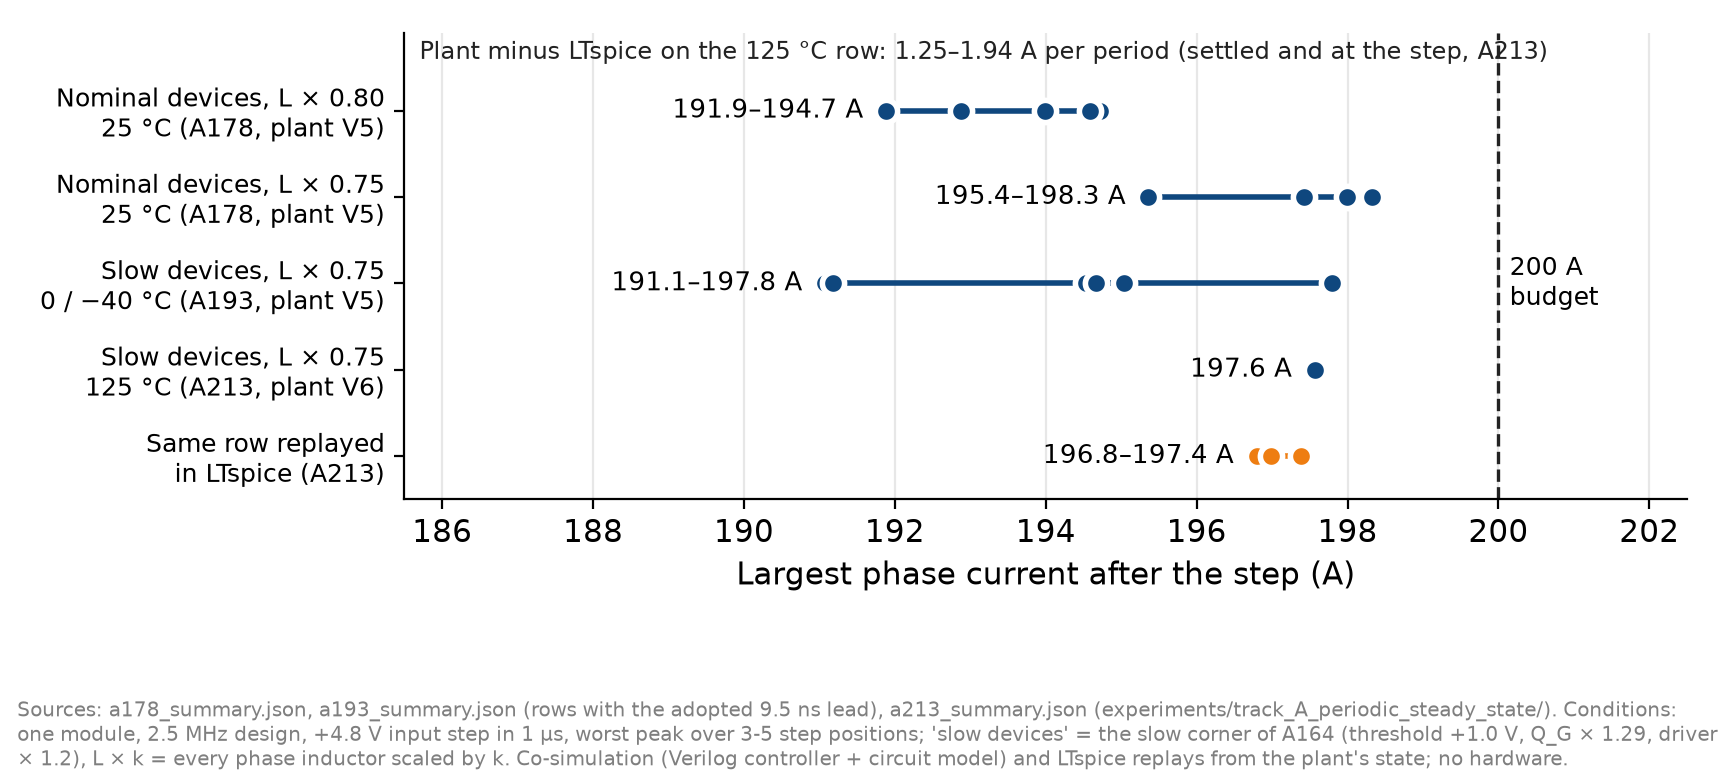 Plant minus LTspice on the 125 °C row: 1.25–1.94 A per period (settled and at the step, A213)
Nominal devices, L × 0.80
25 °C (A178, plant V5)
191.9–194.7 A
Nominal devices, L × 0.75
25 °C (A178, plant V5)
195.4–198.3 A
Slow devices, L × 0.75
0 / −40 °C (A193, plant V5)
191.1–197.8 A
200 A
budget
Slow devices, L × 0.75
125 °C (A213, plant V6)
197.6 A
Same row replayed
in LTspice (A213)
196.8–197.4 A
186 188 190 192 194 196 198 200 202
Largest phase current after the step (A)
Sources: a178_summary.json, a193_summary.json (rows with the adopted 9.5 ns lead), a213_summary.json (experiments/track_A_periodic_steady_state/). Conditions:
one module, 2.5 MHz design, +4.8 V input step in 1 µs, worst peak over 3-5 step positions; 'slow devices' = the slow corner of A164 (threshold +1.0 V, Q_G × 1.29, driver
× 1.2), L × k = every phase inductor scaled by k. Co-simulation (Verilog controller + circuit model) and LTspice replays from the plant's state; no hardware.